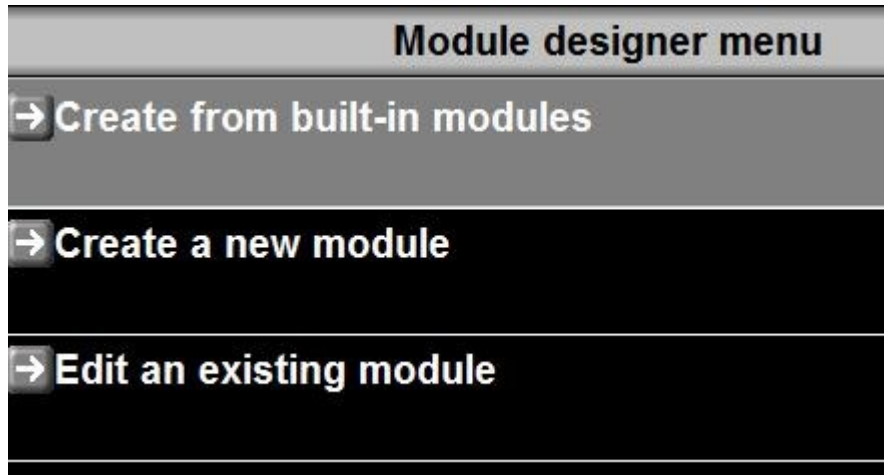 Module designer menu
Create from built-in modules
Create a new module
Edit an existing module